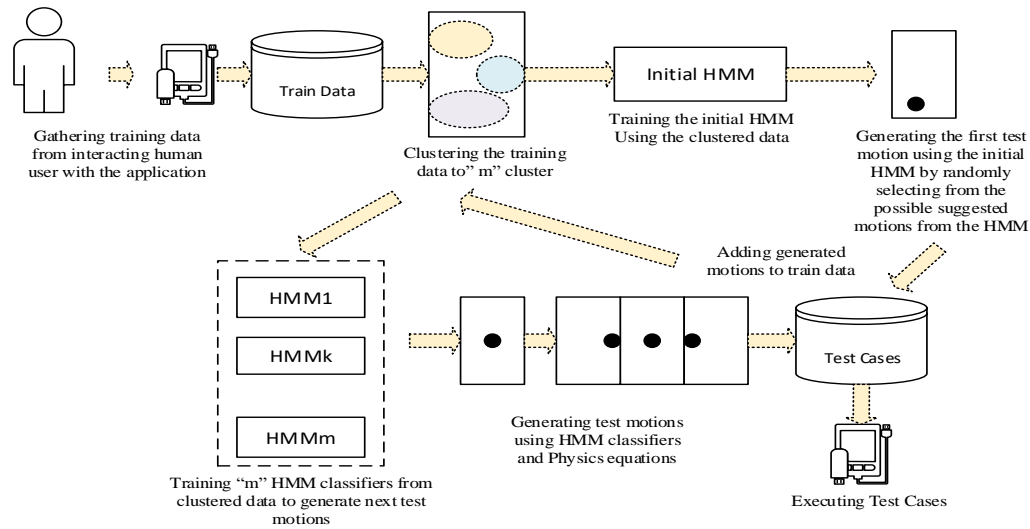 Train Data
Initial HMM
Gathering training data
from interacting human
user with the application
Clustering the training
data to” m” cluster
Training the initial HMM
Using the clustered data
Generating the first test
motion using the initial
HMM by randomly
selecting from the
possible suggested
motions from the HMM
Adding generated
motions to train data
HMM1
HMMk
HMMm
Test Cases
Generating test motions
using HMM classifiers
and Physics equations
Training “m” HMM classifiers from
clustered data to generate next test
motions
Executing Test Cases